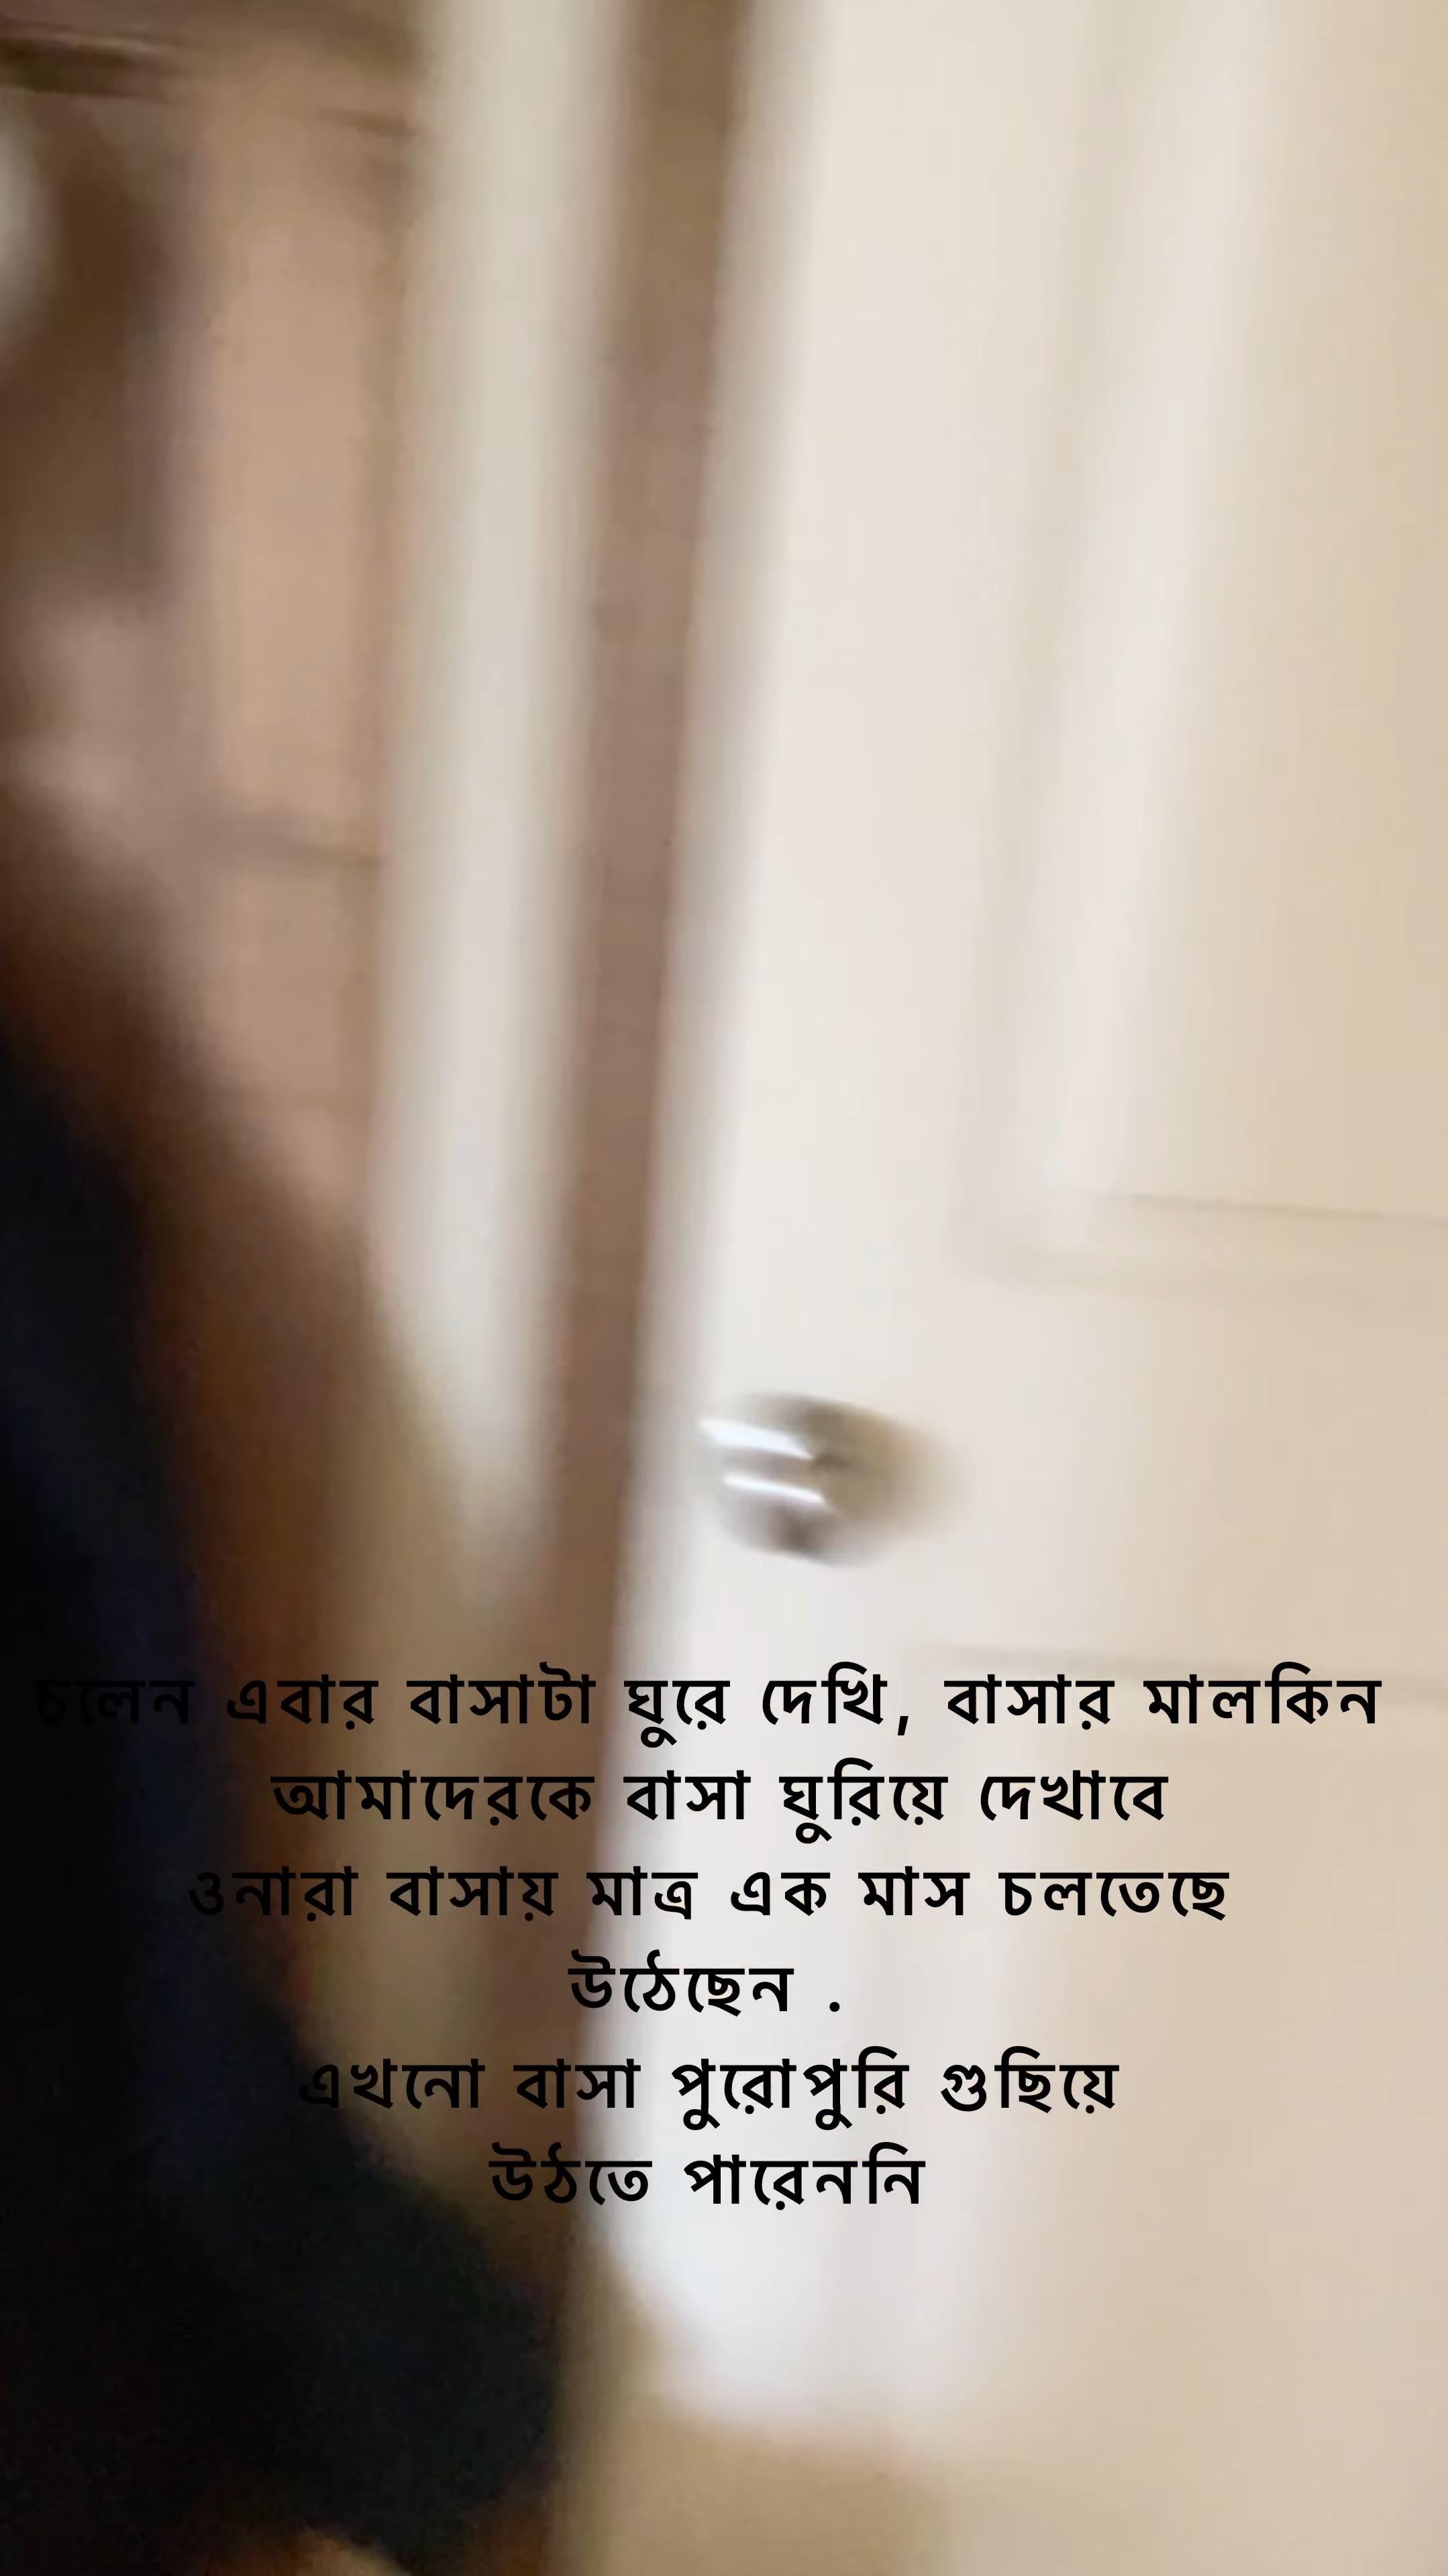 চলেন এবার বাসাটা ঘুরে দেখি, বাসার মালকিন
আমাদেরকে বাসা ঘুরিয়ে দেখাবে
ওনারা বাসায় মাত্র এক মাস চলতেছে
উঠেছেন .
এখনো বাসা পুরোপুরি গুছিয়ে
উঠতে পারেননি